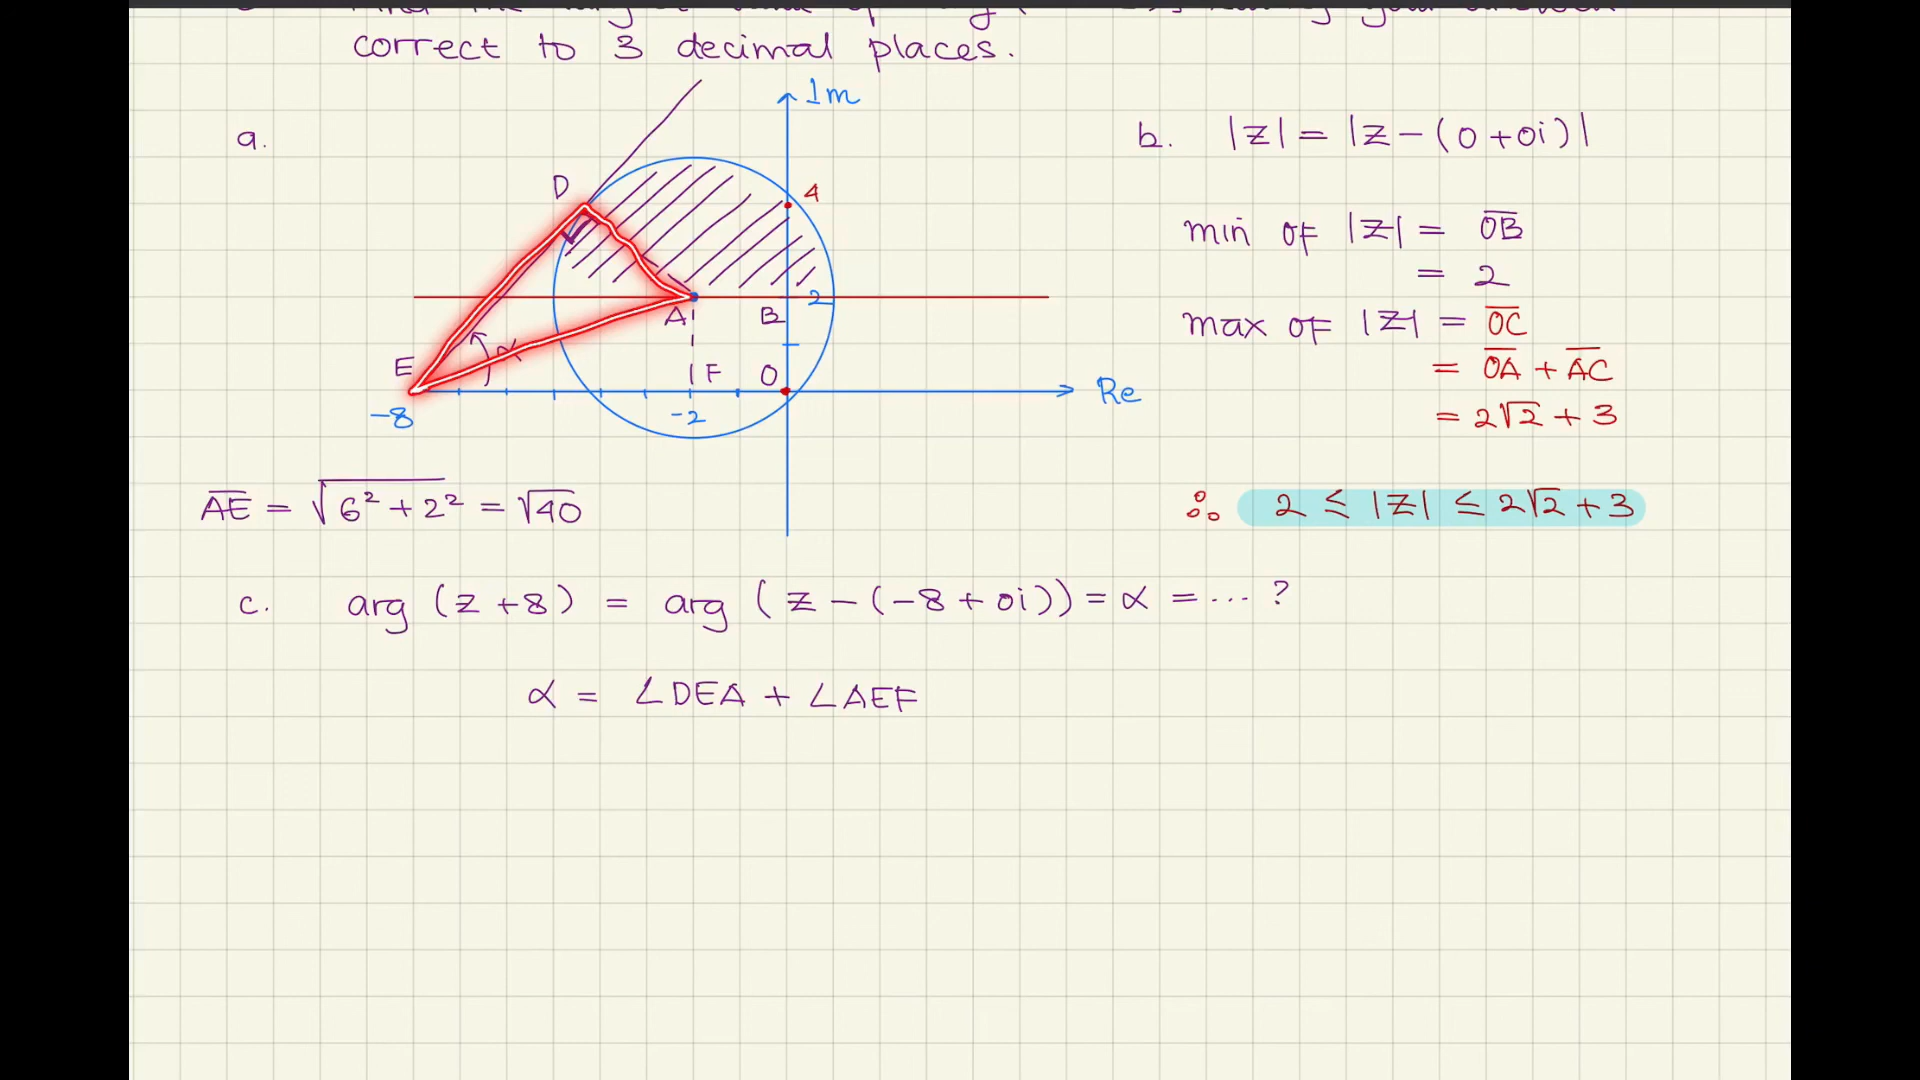 correct to 3 decimal places.
a.
Im
D
4
A
B
2
E
α
F
O
Re
-8
-2
AE = √6² + 2² = √40
b. |z| = |z - (0 + 0i)|
min of |z| = OB
= 2
max of |z| = OC
= OA + AC
= 2√2 + 3
∴ 2 ≤ |z| ≤ 2√2 + 3
c. arg (z + 8) = arg (z - (-8 + 0i)) = α = ... ?
α = ∠DEA + ∠AEF